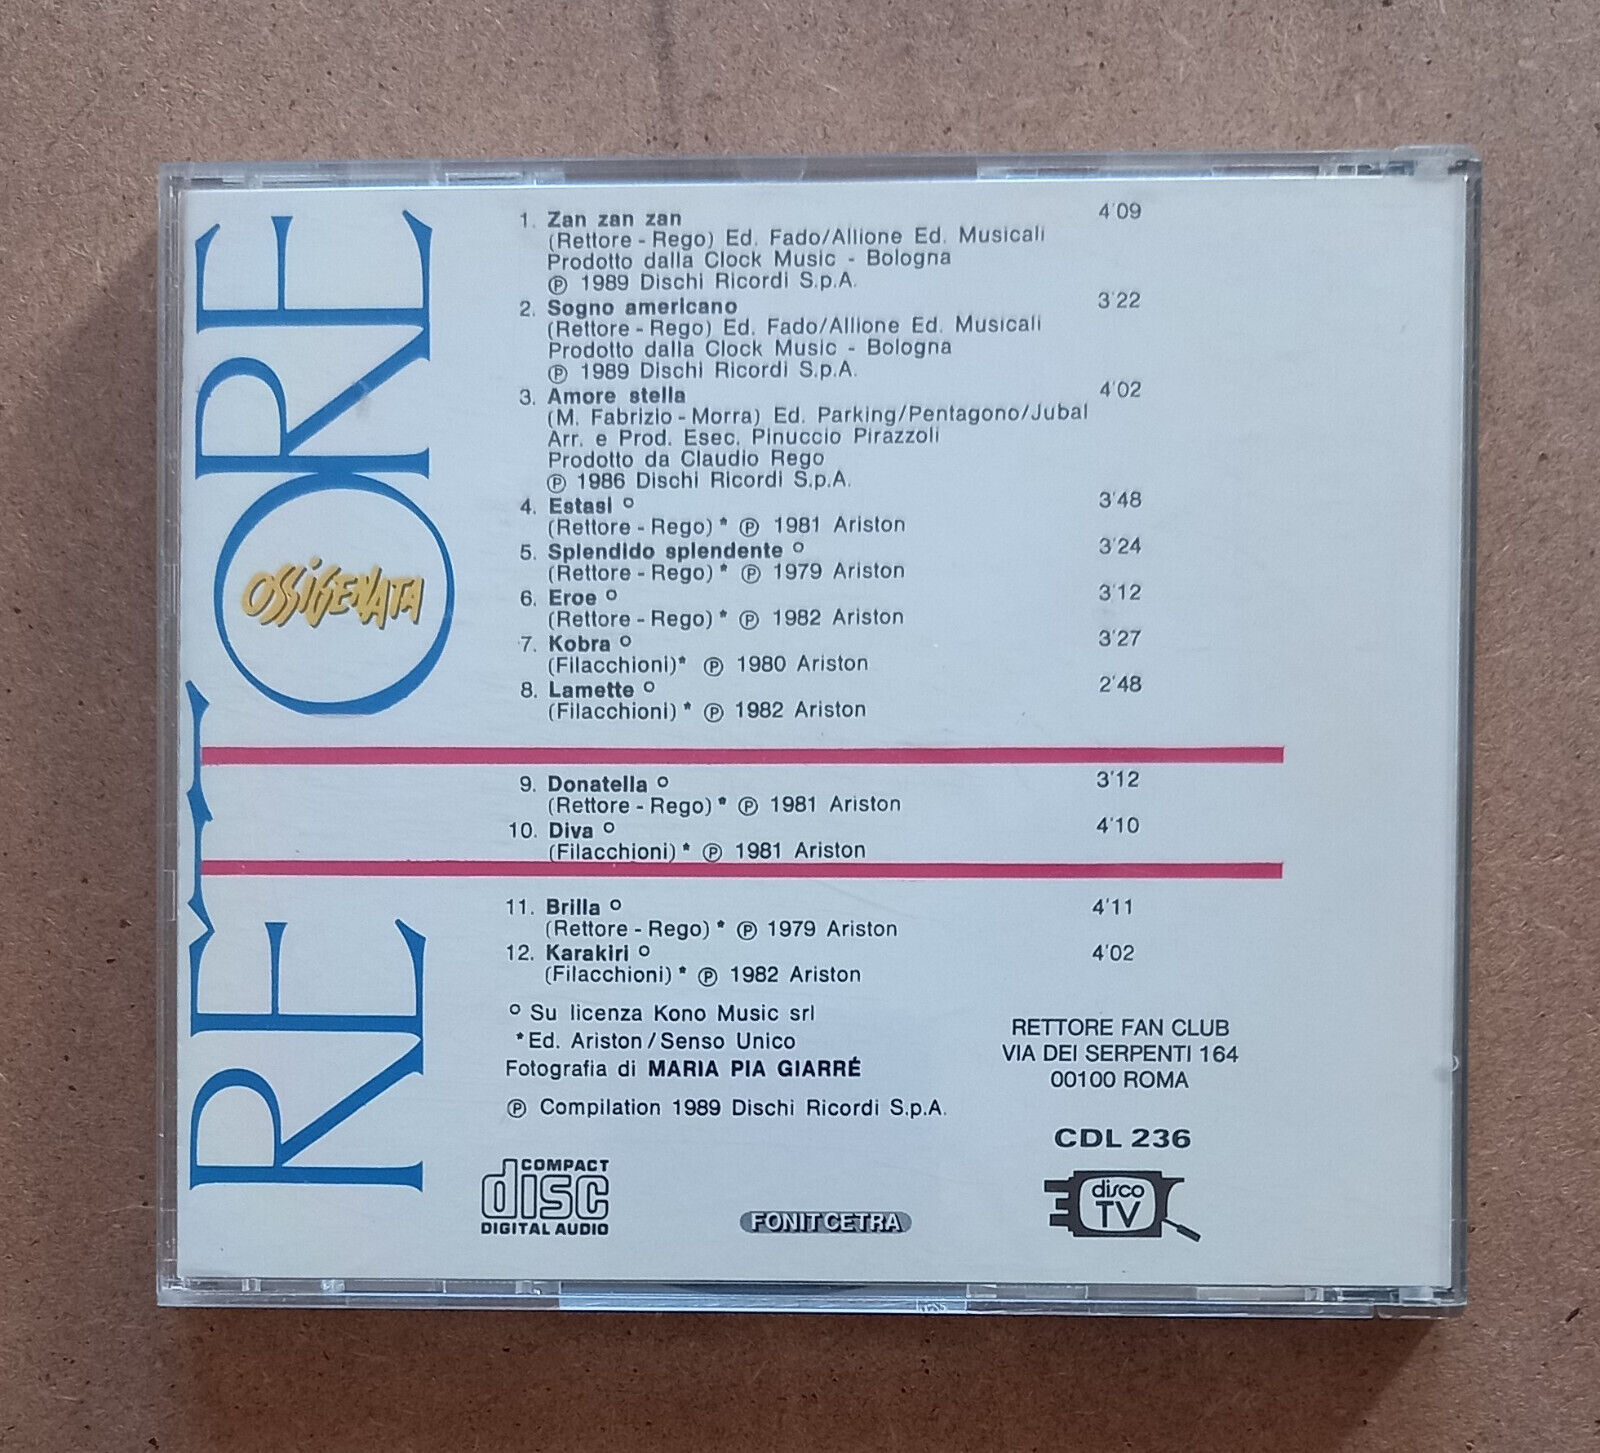 RETTORE
OSSIGENATA
1. Zan zan zan 4'09
(Rettore - Rego) Ed. Fado/Allione Ed. Musicali
Prodotto dalla Clock Music - Bologna
℗ 1989 Dischi Ricordi S.p.A.
2. Sogno americano 3'22
(Rettore - Rego) Ed. Fado/Allione Ed. Musicali
Prodotto dalla Clock Music - Bologna
℗ 1989 Dischi Ricordi S.p.A.
3. Amore stella 4'02
(M. Fabrizio - Morra) Ed. Parking/Pentagono/Jubal
Arr. e Prod. Esec. Pinuccio Pirazzoli
Prodotto da Claudio Rego
℗ 1986 Dischi Ricordi S.p.A.
4. Estasi ° 3'48
(Rettore - Rego) * ℗ 1981 Ariston
5. Splendido splendente ° 3'24
(Rettore - Rego) * ℗ 1979 Ariston
6. Eroe ° 3'12
(Rettore - Rego) * ℗ 1982 Ariston
7. Kobra ° 3'27
(Filacchioni)* ℗ 1980 Ariston
8. Lamette ° 2'48
(Filacchioni) * ℗ 1982 Ariston
9. Donatella ° 3'12
(Rettore - Rego) * ℗ 1981 Ariston
10. Diva ° 4'10
(Filacchioni) * ℗ 1981 Ariston
11. Brilla ° 4'11
(Rettore - Rego) * ℗ 1979 Ariston
12. Karakiri ° 4'02
(Filacchioni) * ℗ 1982 Ariston
° Su licenza Kono Music srl
* Ed. Ariston / Senso Unico
Fotografia di MARIA PIA GIARRÉ
℗ Compilation 1989 Dischi Ricordi S.p.A.
RETTORE FAN CLUB
VIA DEI SERPENTI 164
00100 ROMA
CDL 236
COMPACT
disc
DIGITAL AUDIO
FONIT CETRA
disco
TV